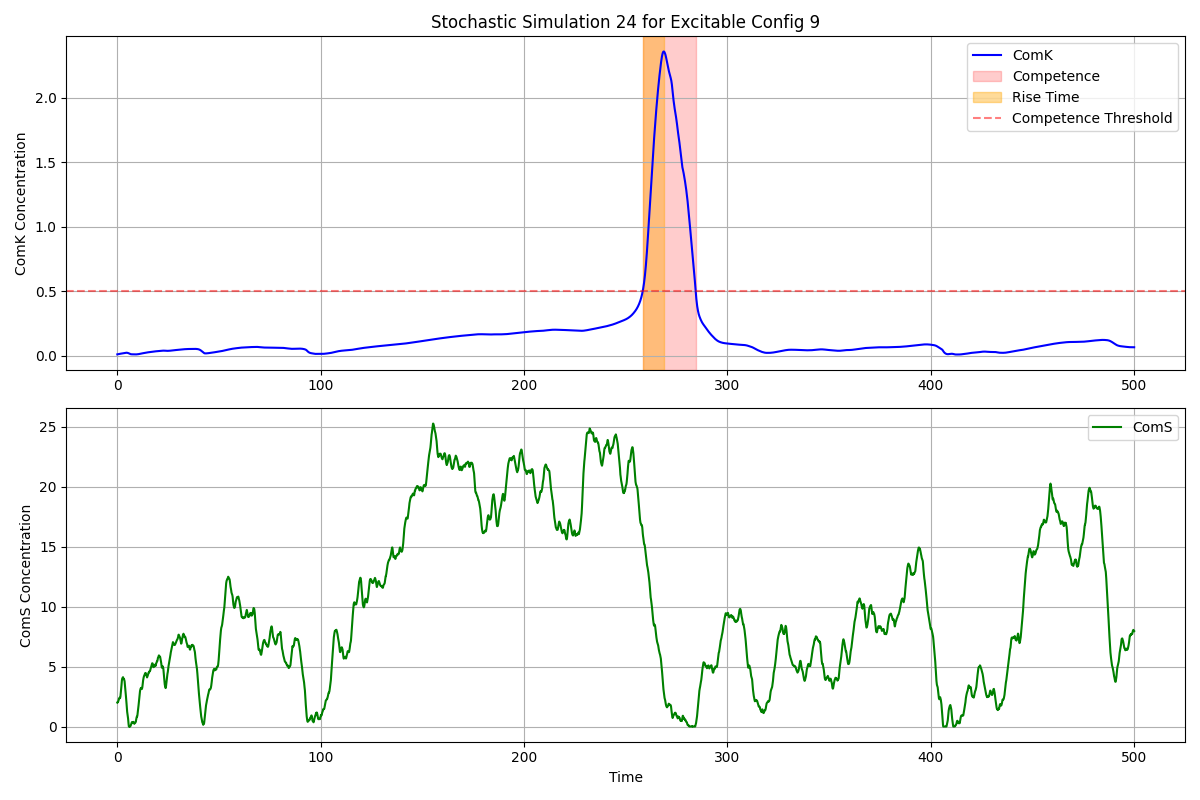 Stochastic Simulation 24 for Excitable Config 9
ComK Concentration
2.0
1.5
1.0
0.5
0.0
ComK
Competence
Rise Time
Competence Threshold
0 100 200 300 400 500
ComS Concentration
25
20
15
10
5
0
ComS
0 100 200 300 400 500
Time